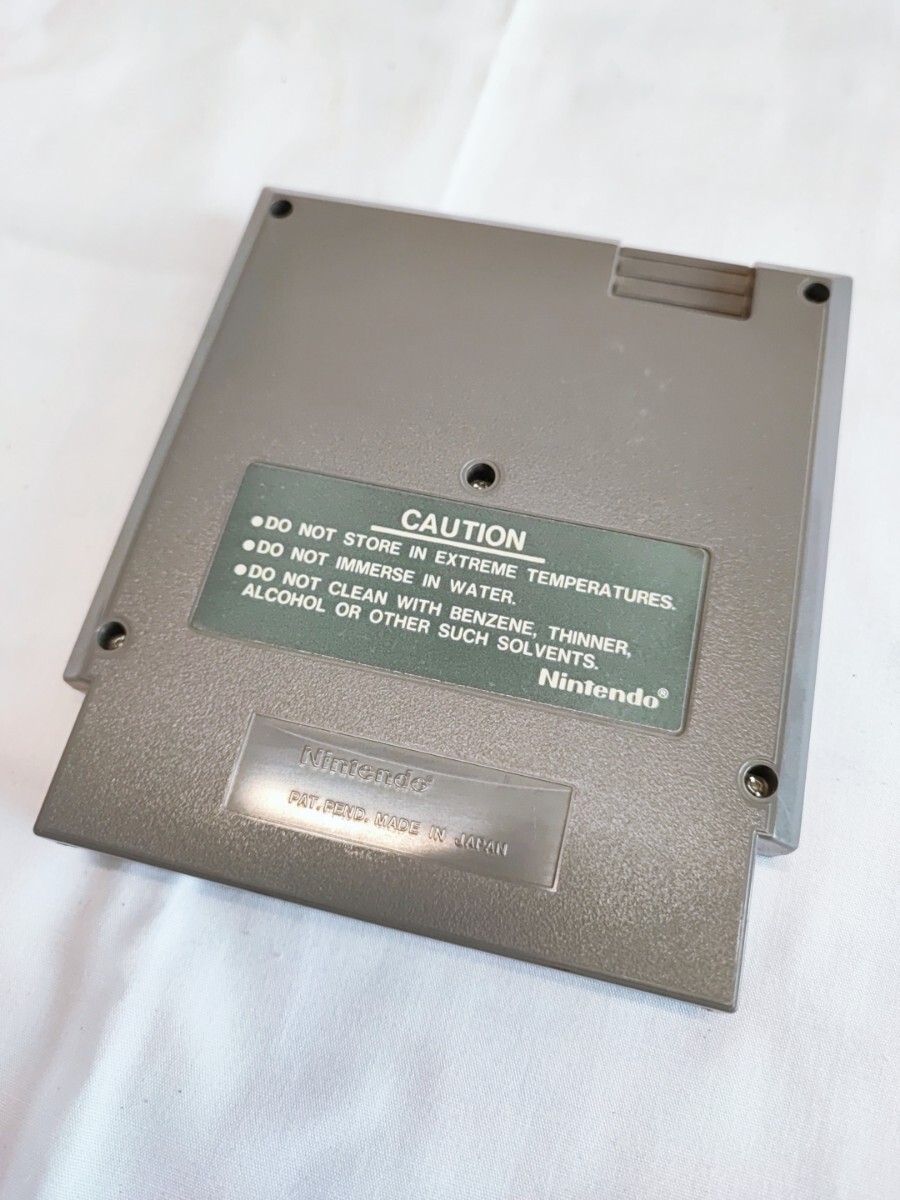 CAUTION
●DO NOT STORE IN EXTREME TEMPERATURES.
●DO NOT IMMERSE IN WATER.
●DO NOT CLEAN WITH BENZENE, THINNER,
ALCOHOL OR OTHER SUCH SOLVENTS.
Nintendo®
Nintendo®
PAT. PEND. MADE IN JAPAN